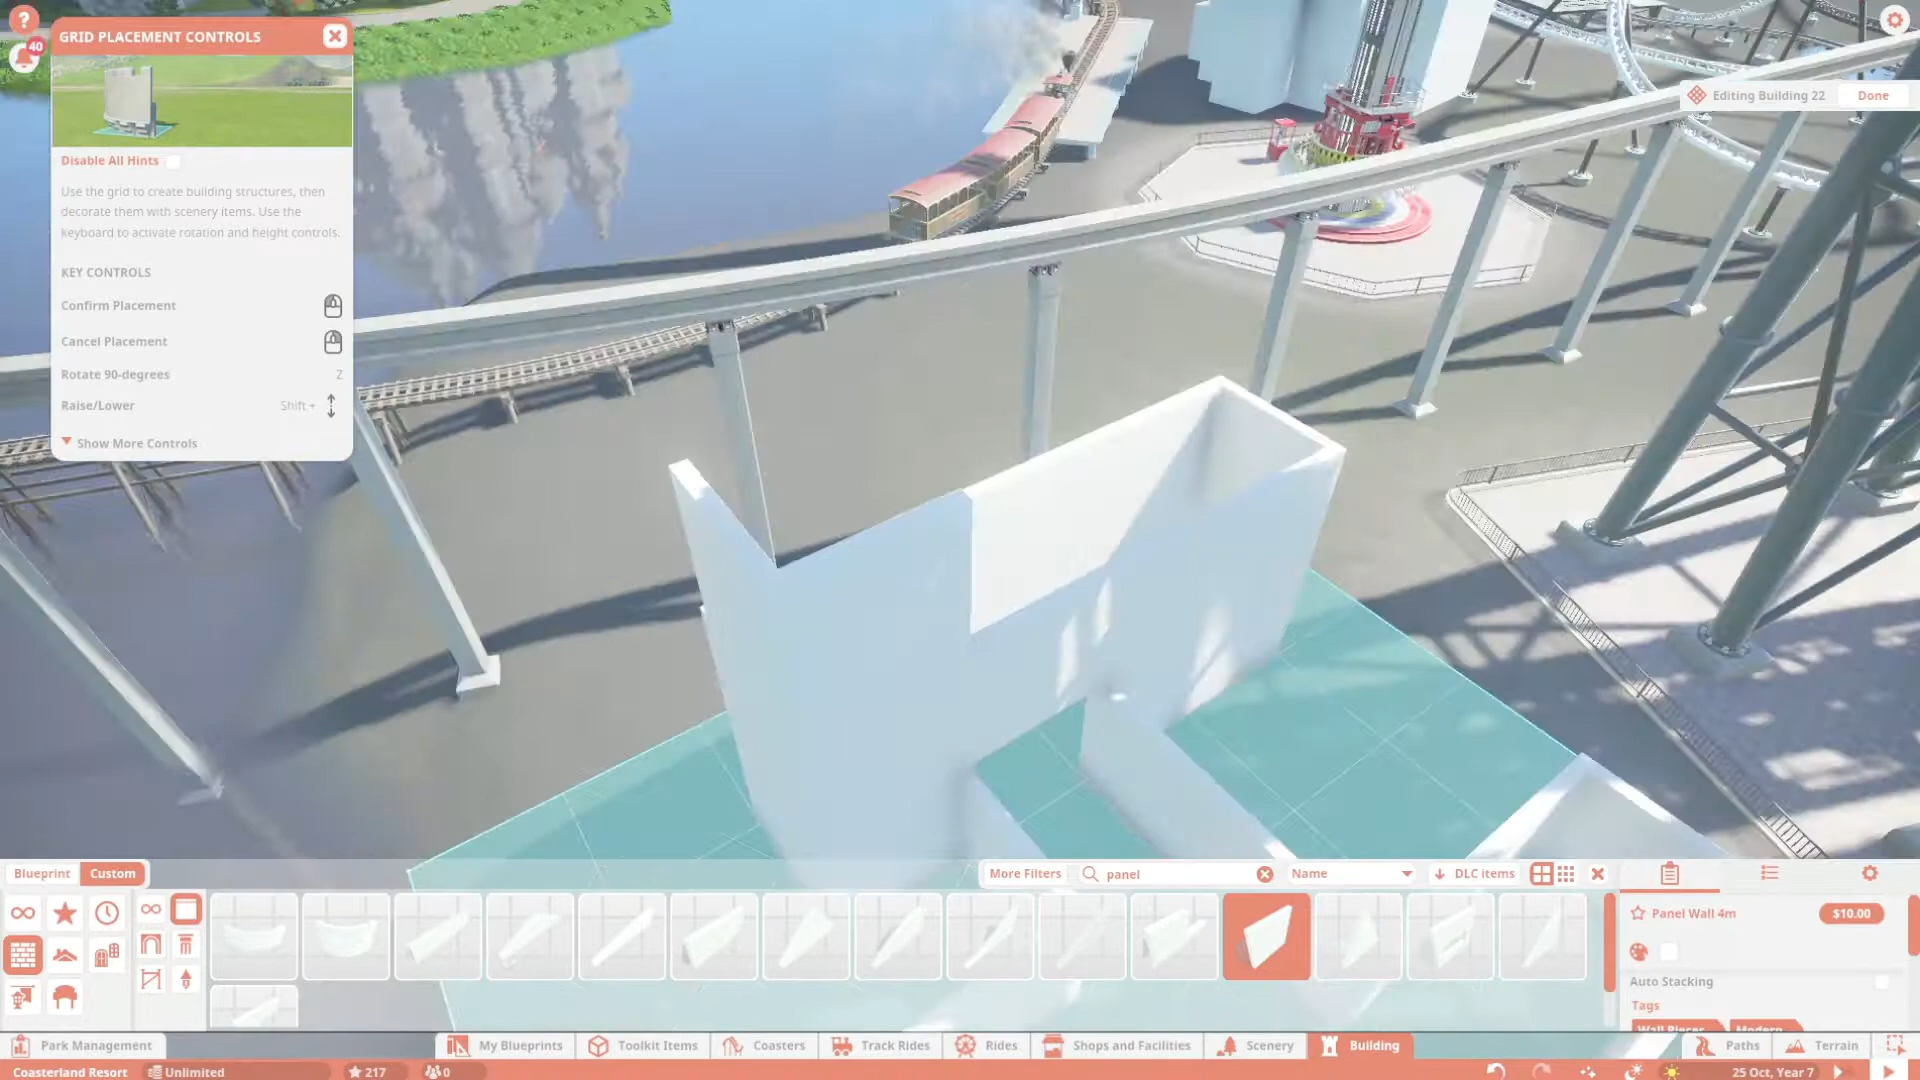 ?
40
GRID PLACEMENT CONTROLS
Disable All Hints
Use the grid to create building structures, then
decorate them with scenery items. Use the
keyboard to activate rotation and height controls.
KEY CONTROLS
Confirm Placement
Cancel Placement
Rotate 90-degrees Z
Raise/Lower Shift +
Show More Controls
Editing Building 22 Done
Blueprint Custom
More Filters panel Name DLC items
Panel Wall 4m $10.00
Auto Stacking
Tags
Wall Pieces Modern
Park Management My Blueprints Toolkit Items Coasters Track Rides Rides Shops and Facilities Scenery Building Paths Terrain
Coasterland Resort Unlimited 217 0 25 Oct, Year 7